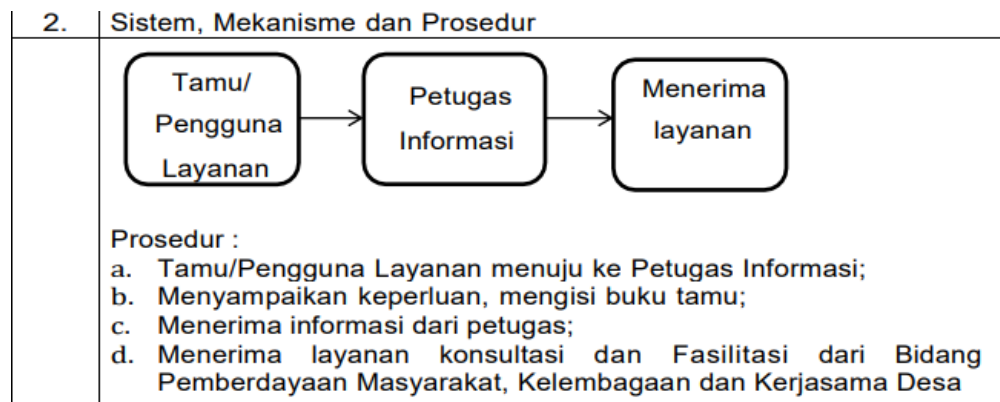 2. Sistem, Mekanisme dan Prosedur
Tamu/
Pengguna
Layanan
Petugas
Informasi
Menerima
layanan
Prosedur :
a. Tamu/Pengguna Layanan menuju ke Petugas Informasi;
b. Menyampaikan keperluan, mengisi buku tamu;
c. Menerima informasi dari petugas;
d. Menerima layanan konsultasi dan Fasilitasi dari Bidang
Pemberdayaan Masyarakat, Kelembagaan dan Kerjasama Desa